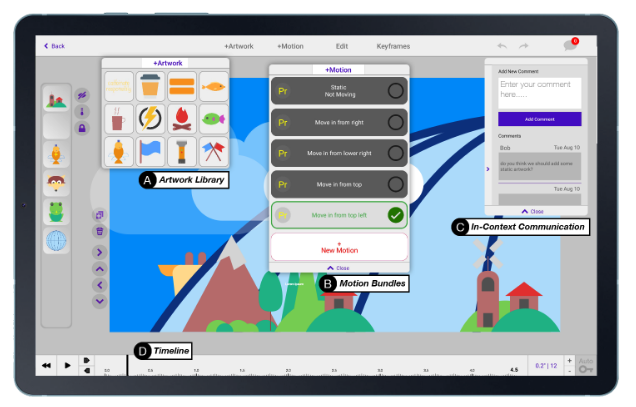 Back
+Artwork
+Motion
Edit
Keyframes
+Artwork
A Artwork Library
+Motion
Pr
Static
Not Moving
Pr
Move in from right
Pr
Move in from lower right
Pr
Move in from top
Pr
Move in from top left
+
New Motion
Close
B Motion Bundles
Add New Comment
Enter your comment
here.....
Add Comment
Comments
Bob Tue Aug 10
do you think we should add some
static artwork?
Tue Aug 10
Close
C In-Context Communication
D Timeline
4.5
0.2" | 12
+
-
Auto